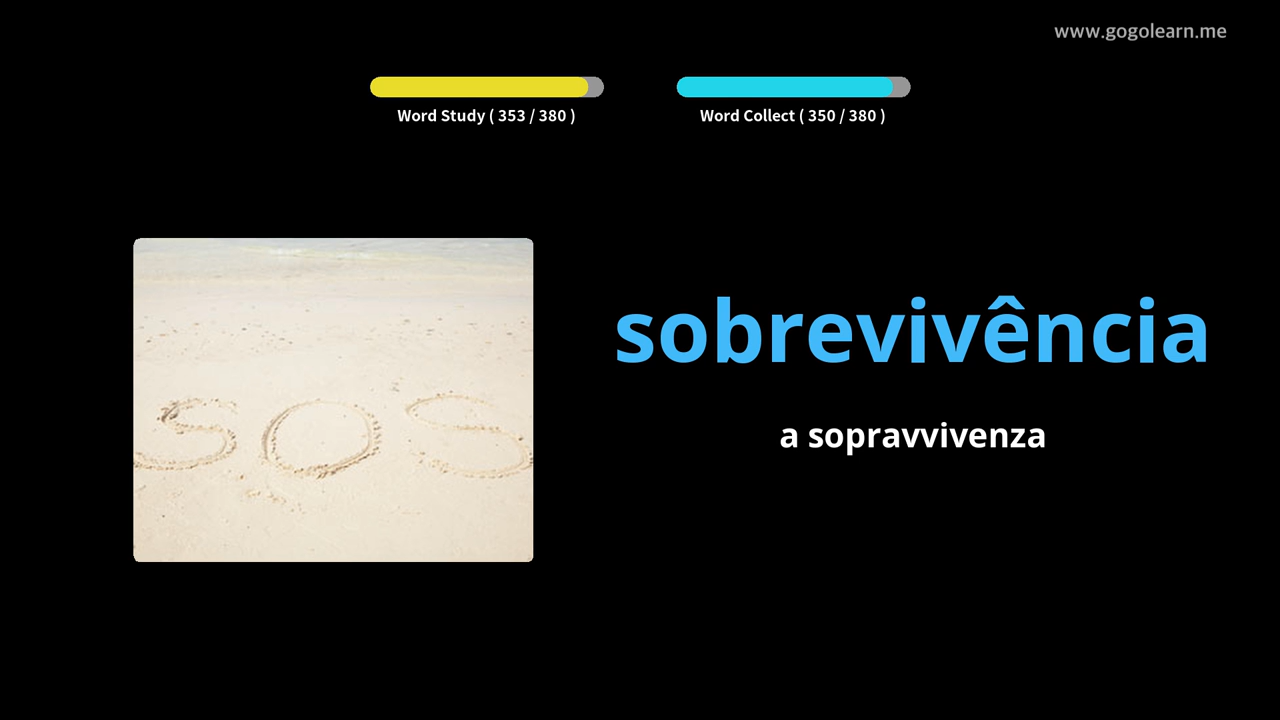 www.gogolearn.me
Word Study ( 353 / 380 )
Word Collect ( 350 / 380 )
SOS
sobrevivência
a sopravvivenza